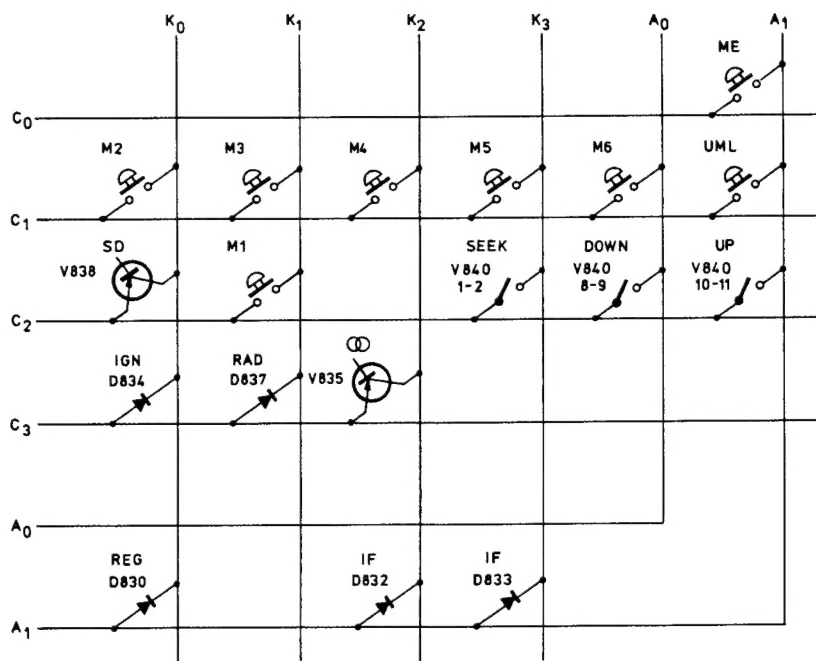 K0 K1 K2 K3 A0 A1
ME
C0
M2 M3 M4 M5 M6 UML
C1
SD M1 SEEK DOWN UP
V838 V840 V840 V840
1-2 8-9 10-11
C2
IGN RAD
D834 D837 V835
C3
A0
REG IF IF
D830 D832 D833
A1